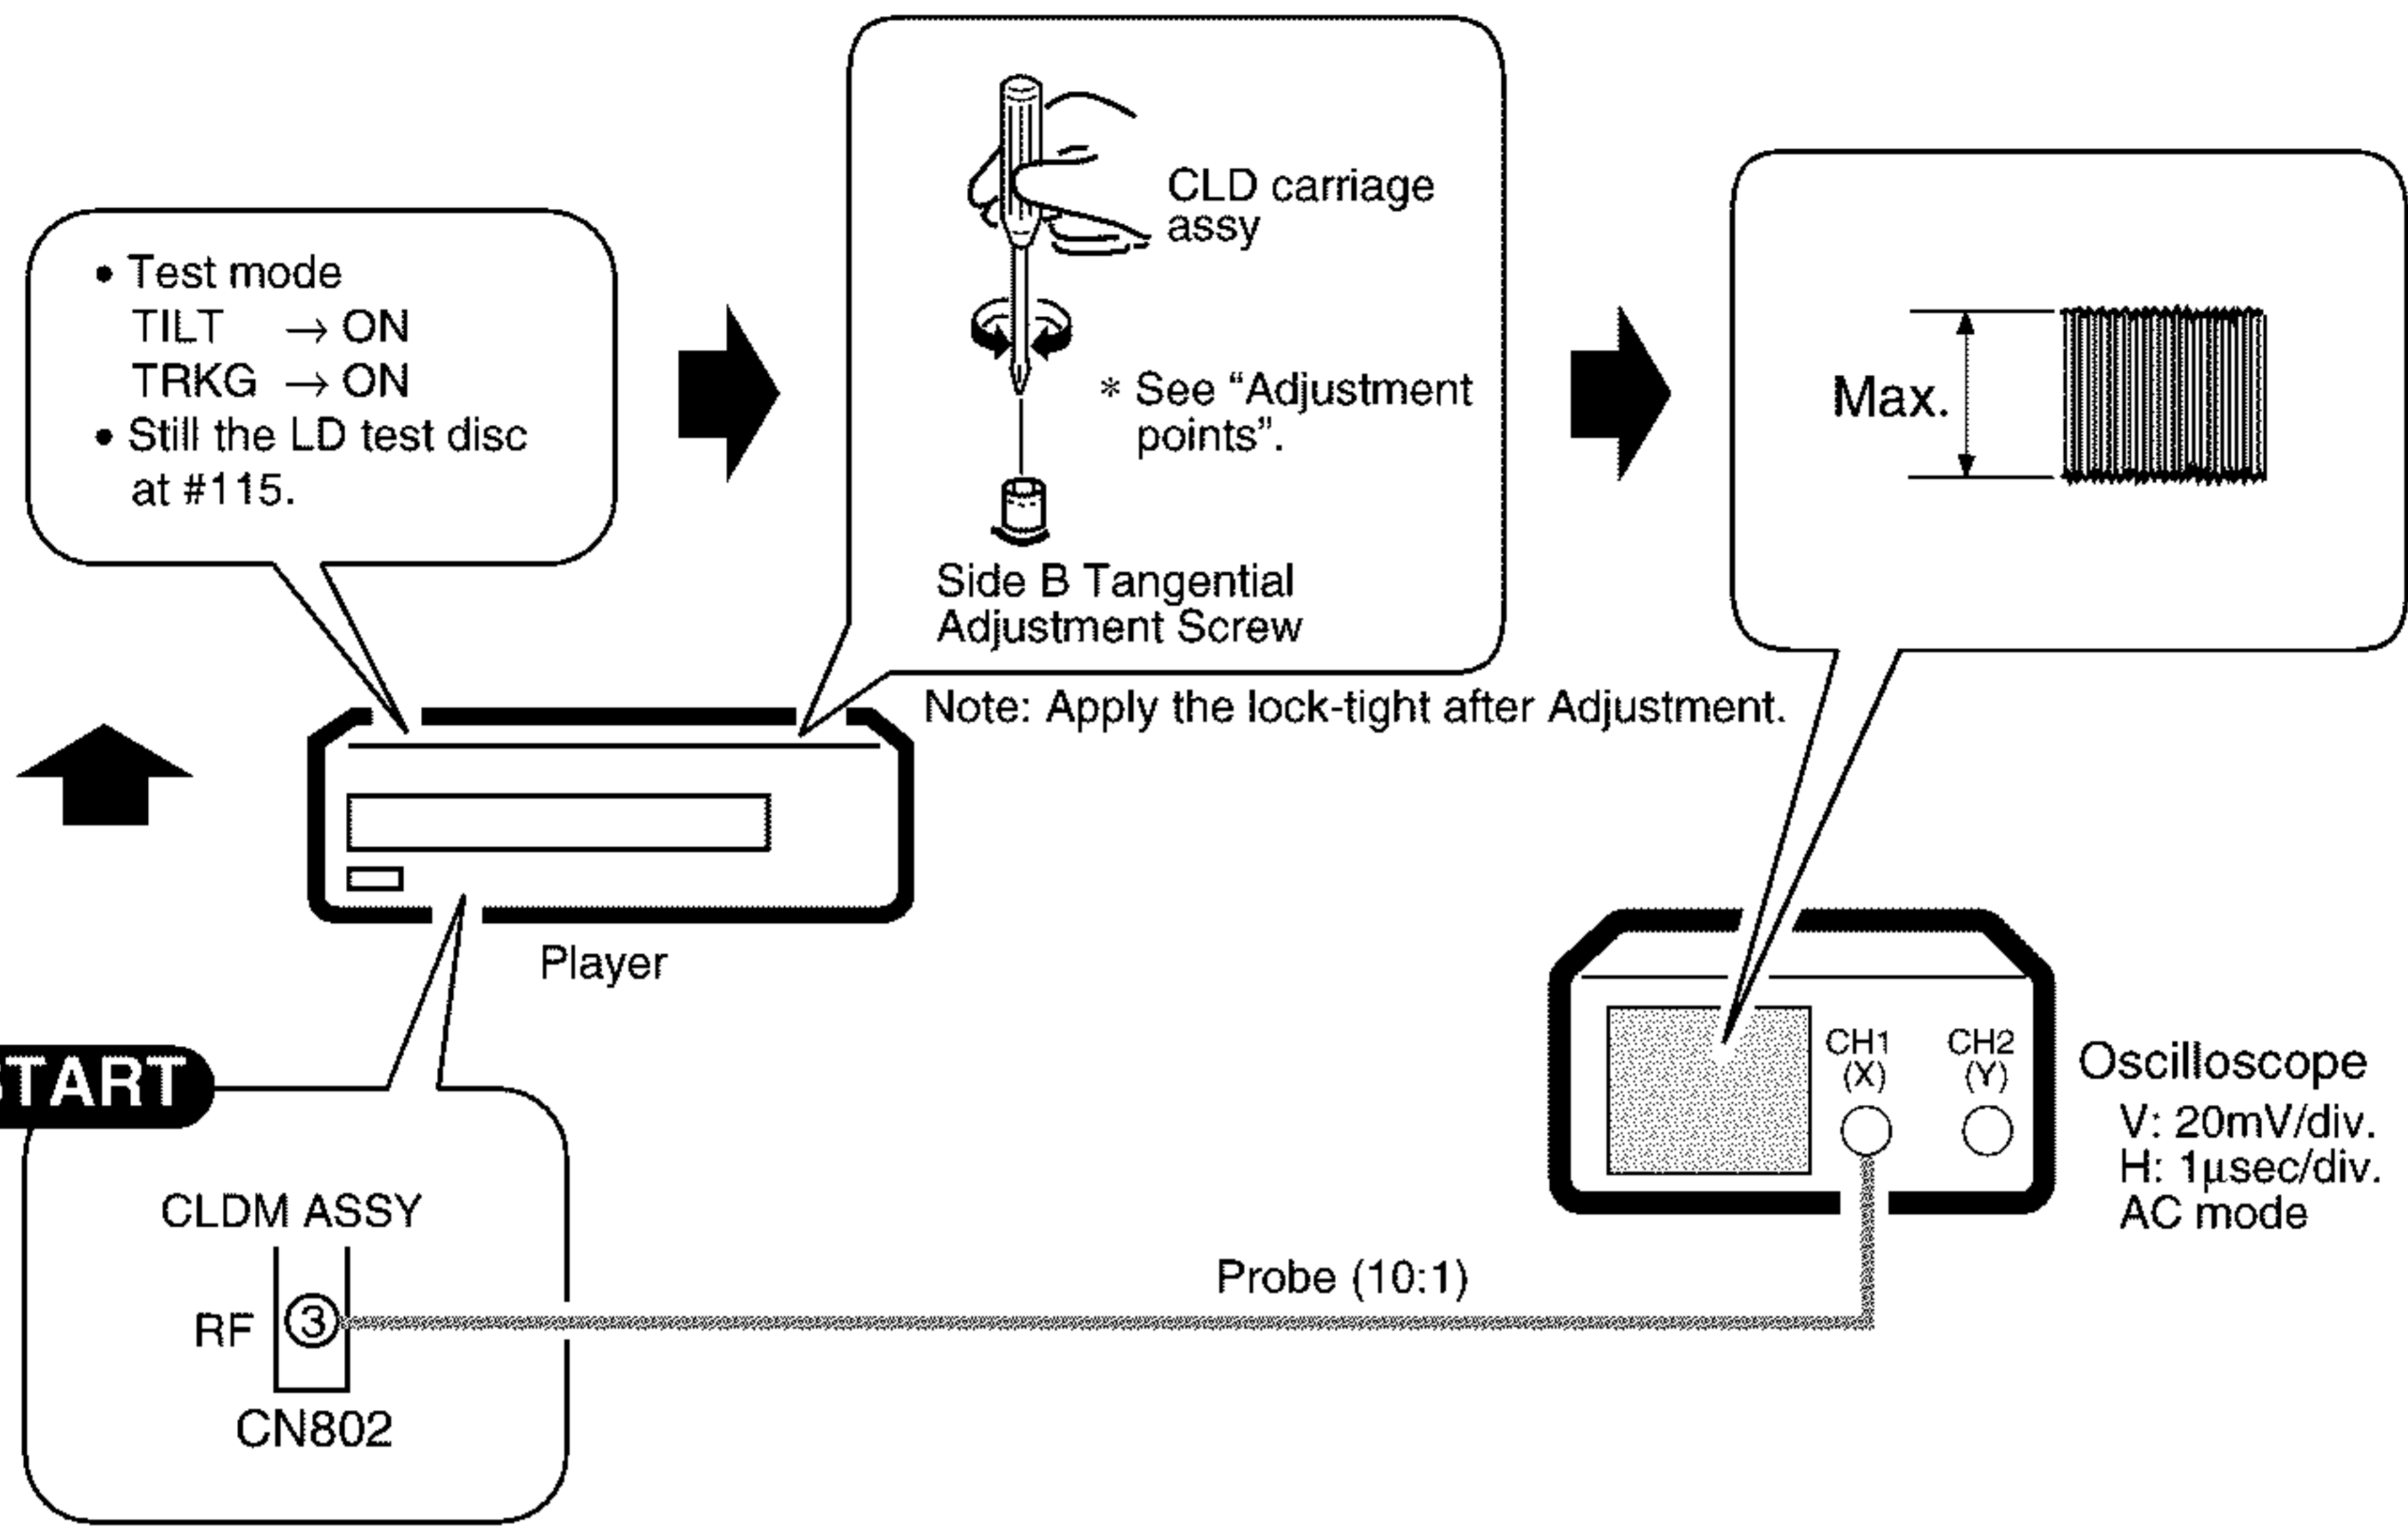 • Test mode
TILT → ON
TRKG → ON
• Still the LD test disc
at #115.
CLD carriage
assy
* See “Adjustment
points”.
Side B Tangential
Adjustment Screw
Note: Apply the lock-tight after Adjustment.
Max.
Player
START
CLDM ASSY
RF
3
CN802
Probe (10:1)
CH1
(X)
CH2
(Y)
Oscilloscope
V: 20mV/div.
H: 1μsec/div.
AC mode